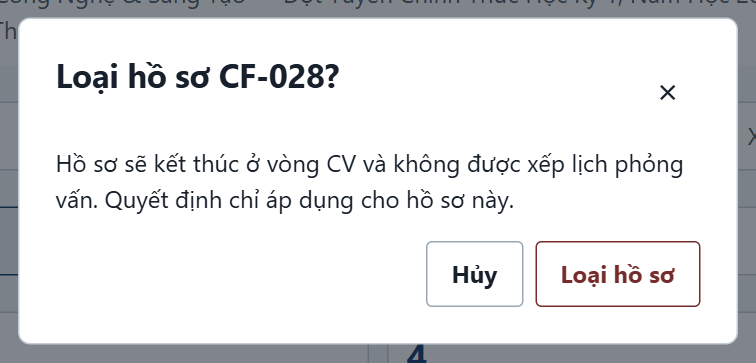 Loại hồ sơ CF-028?
×
Hồ sơ sẽ kết thúc ở vòng CV và không được xếp lịch phỏng
vấn. Quyết định chỉ áp dụng cho hồ sơ này.
Hủy
Loại hồ sơ
4